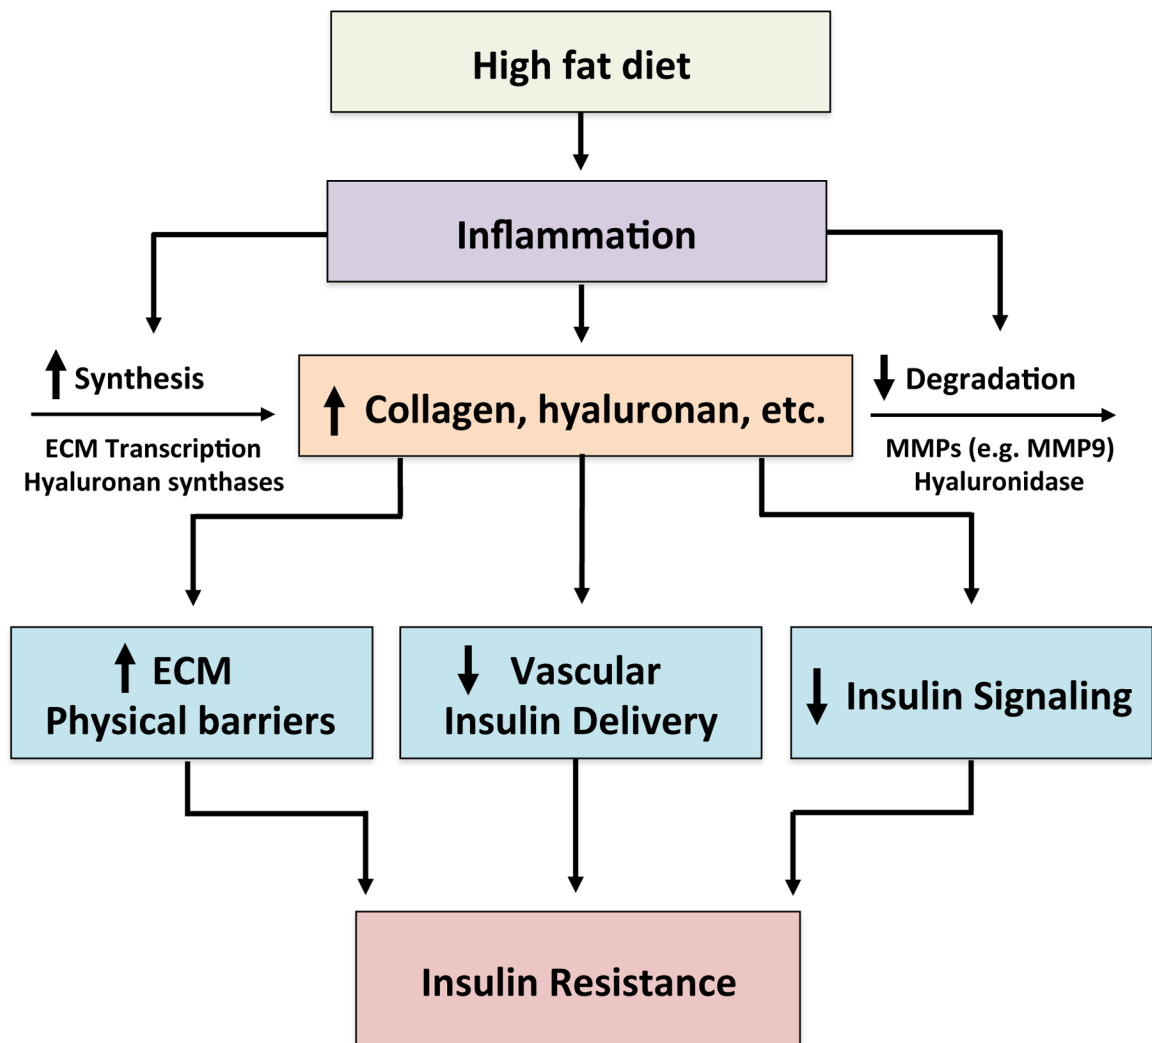 High fat diet
Inflammation
↑ Synthesis
ECM Transcription
Hyaluronan synthases
↑ Collagen, hyaluronan, etc.
↓ Degradation
MMPs (e.g. MMP9)
Hyaluronidase
↑ ECM
Physical barriers
↓ Vascular
Insulin Delivery
↓ Insulin Signaling
Insulin Resistance